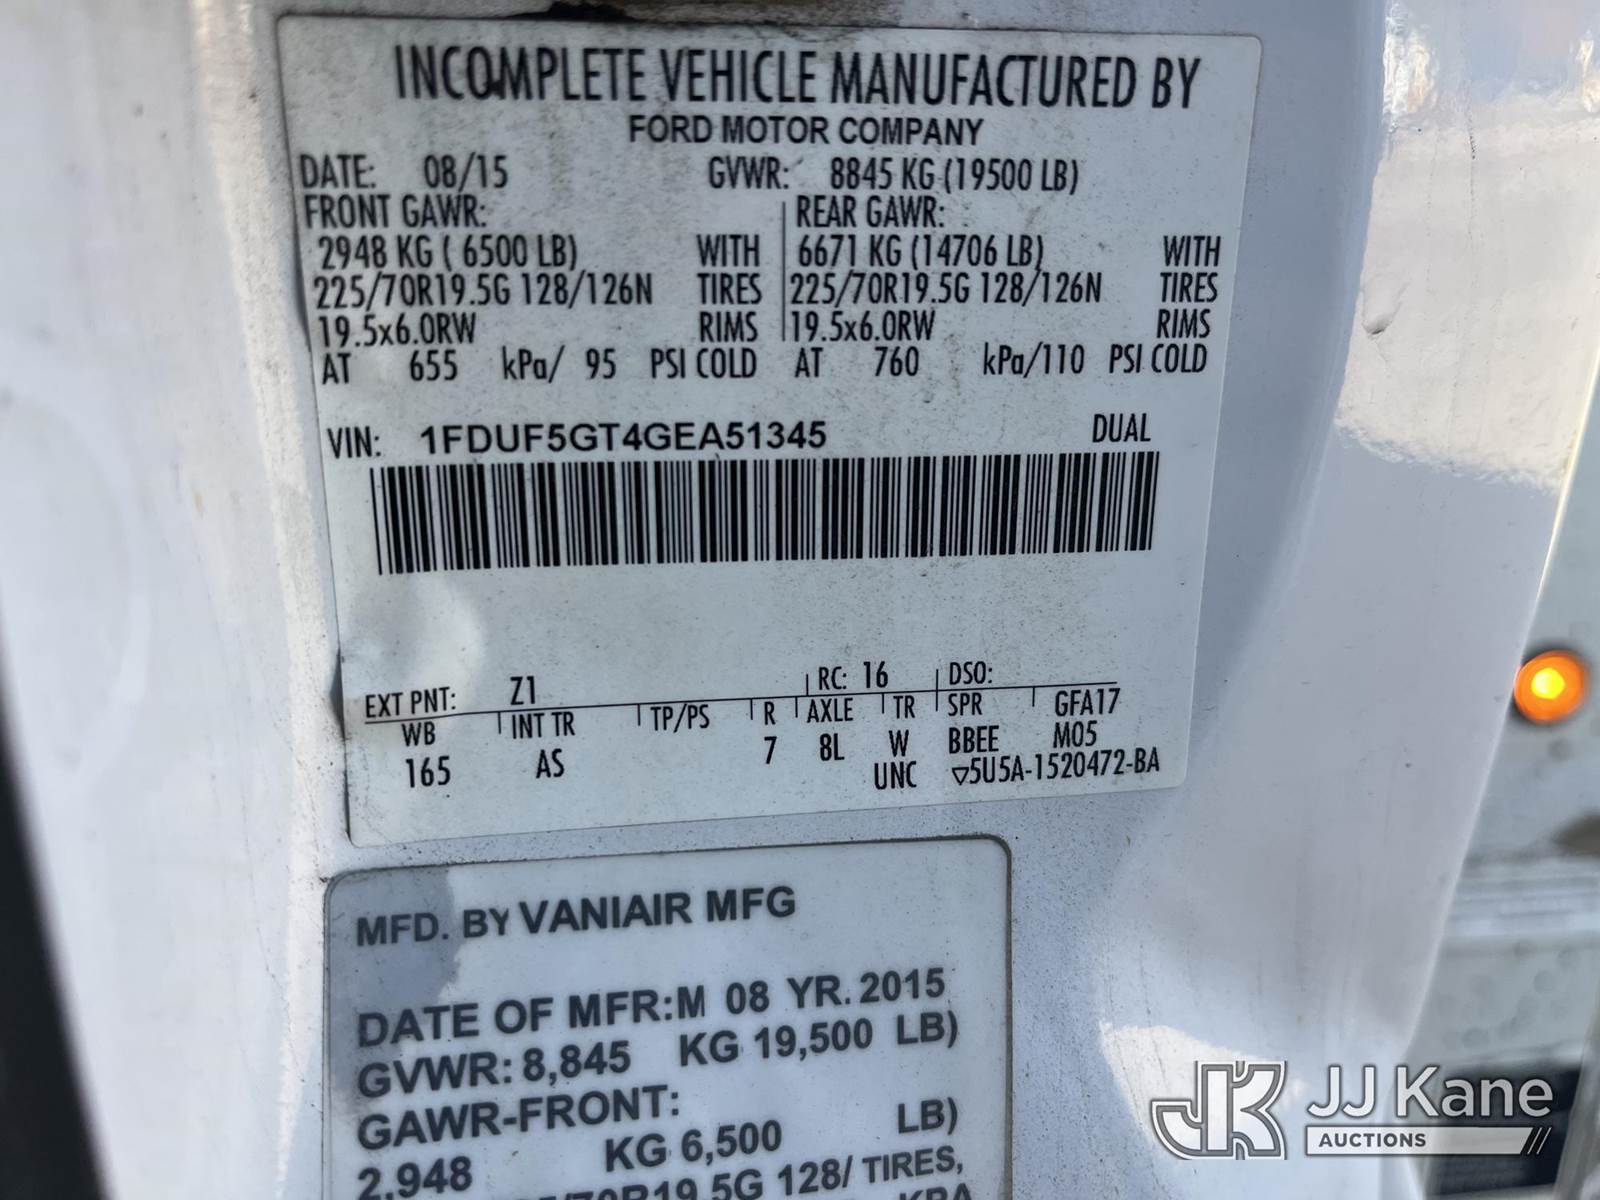 INCOMPLETE VEHICLE MANUFACTURED BY
FORD MOTOR COMPANY
DATE: 08/15 GVWR: 8845 KG (19500 LB)
FRONT GAWR: REAR GAWR:
2948 KG ( 6500 LB) WITH 6671 KG (14706 LB) WITH
225/70R19.5G 128/126N TIRES 225/70R19.5G 128/126N TIRES
19.5x6.0RW RIMS 19.5x6.0RW RIMS
AT 655 kPa/ 95 PSI COLD AT 760 kPa/110 PSI COLD
VIN: 1FDUF5GT4GEA51345 DUAL
EXT PNT: Z1 RC: 16 DSO:
WB INT TR TP/PS R AXLE TR SPR GFA17
165 AS 7 8L W BBEE M05
UNC ▽5U5A-1520472-BA
MFD. BY VANIAIR MFG
DATE OF MFR:M 08 YR. 2015
GVWR: 8,845 KG 19,500 LB)
GAWR-FRONT:
2,948 KG 6,500 LB)
70R19.5G 128/ TIRES,
KPA
JK JJ Kane
AUCTIONS